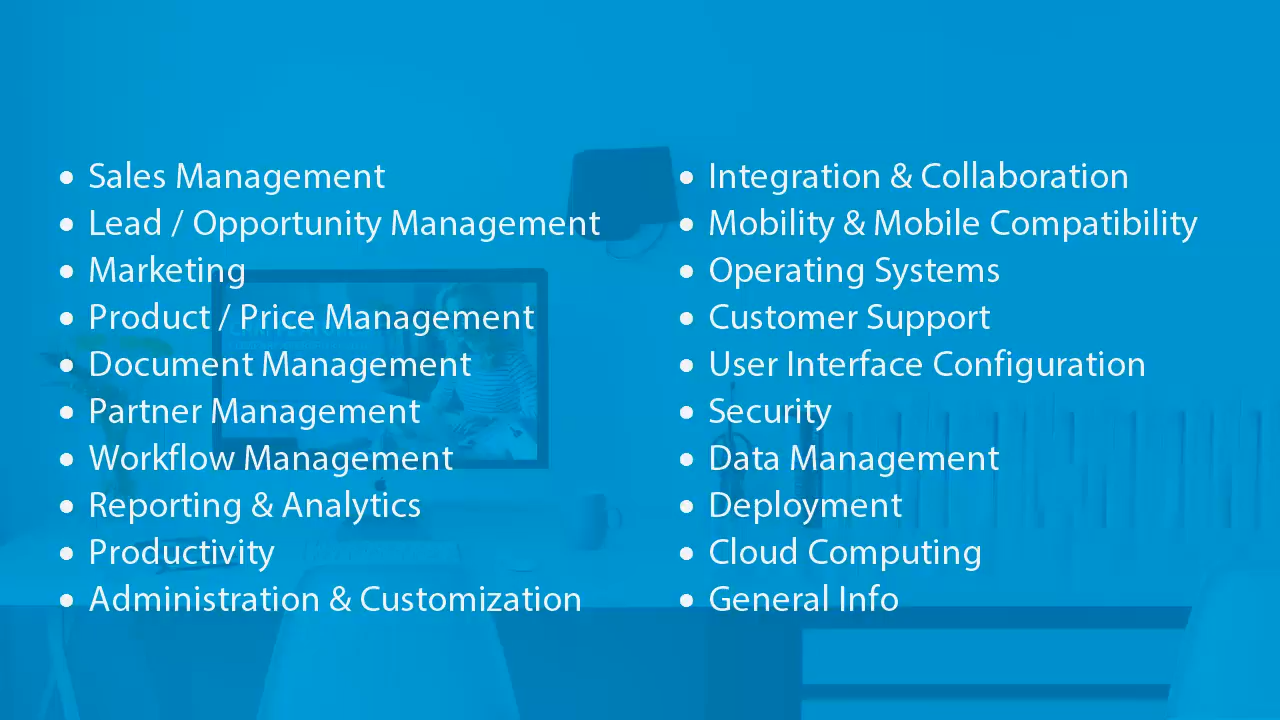 • Sales Management
• Lead / Opportunity Management
• Marketing
• Product / Price Management
• Document Management
• Partner Management
• Workflow Management
• Reporting & Analytics
• Productivity
• Administration & Customization
• Integration & Collaboration
• Mobility & Mobile Compatibility
• Operating Systems
• Customer Support
• User Interface Configuration
• Security
• Data Management
• Deployment
• Cloud Computing
• General Info